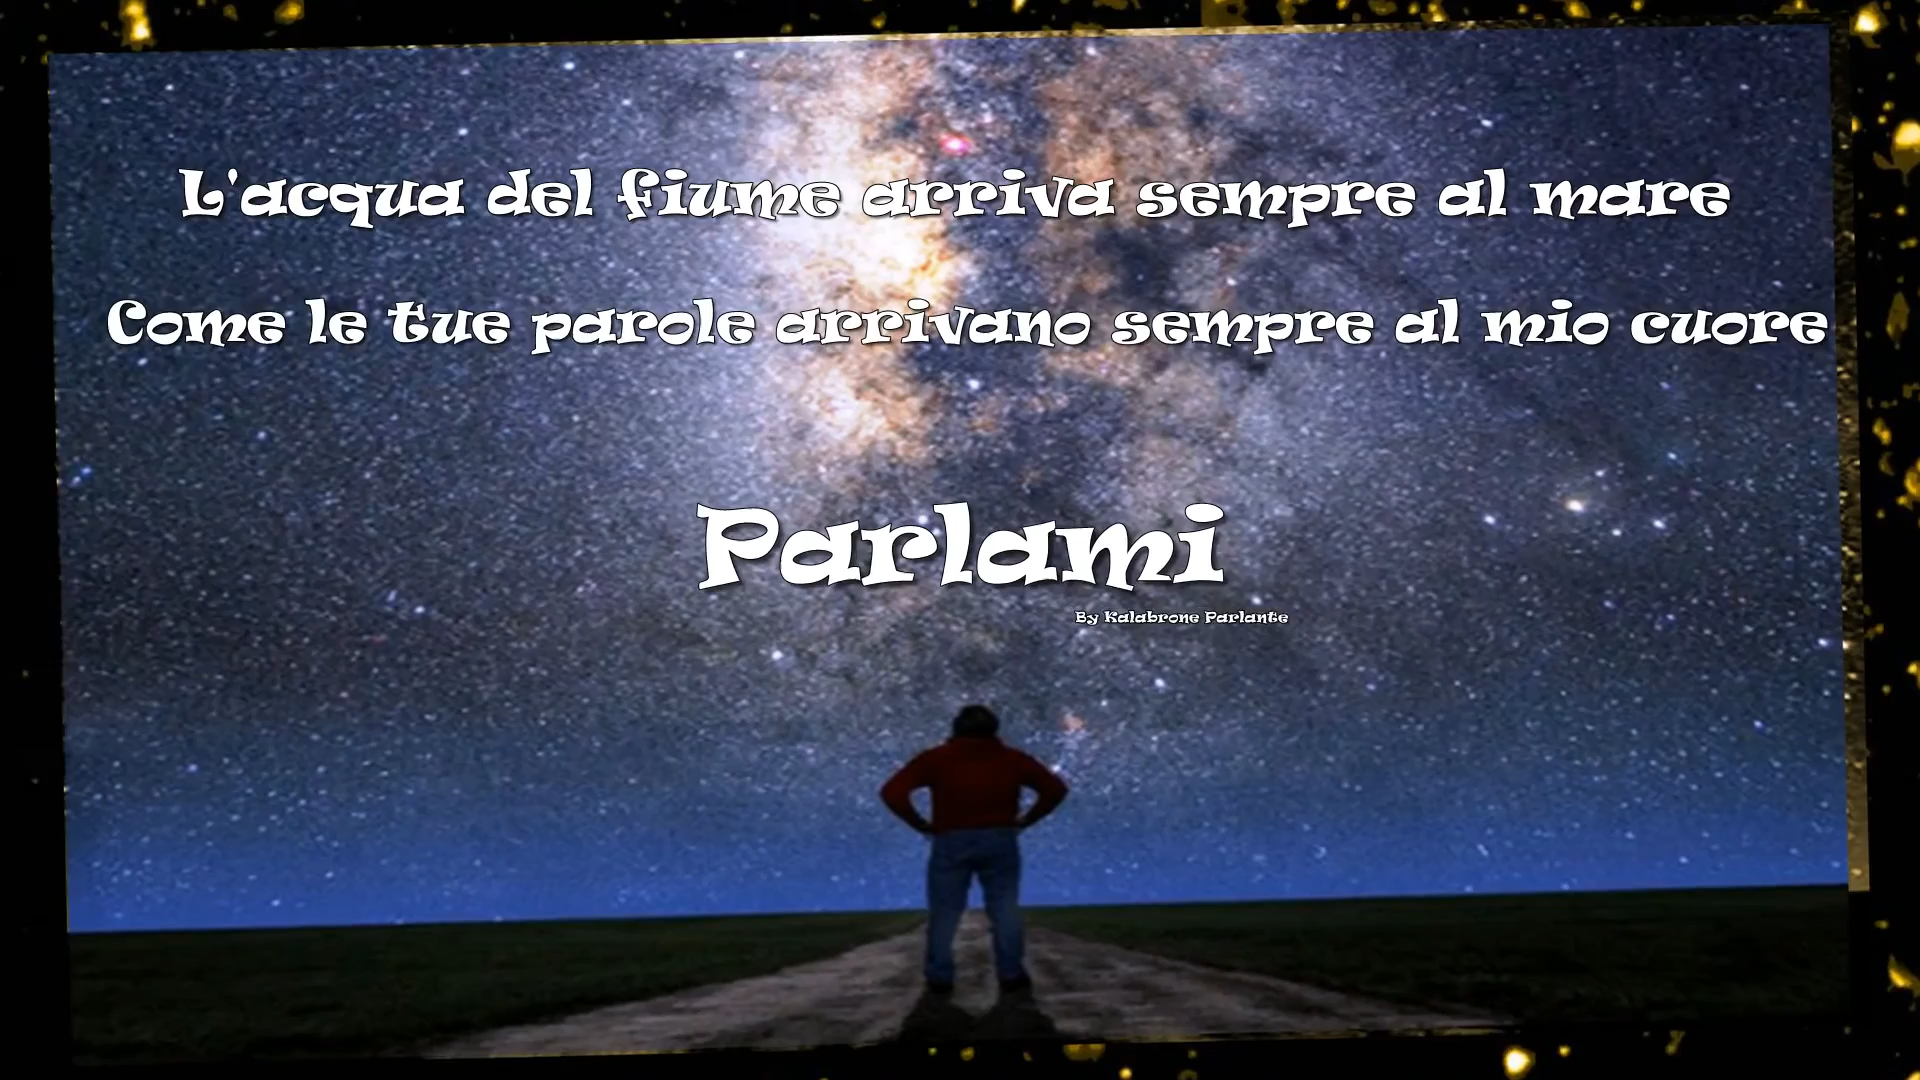 L'acqua del fiume arriva sempre al mare
Come le tue parole arrivano sempre al mio cuore
Parlami
By Kalabrone Parlante